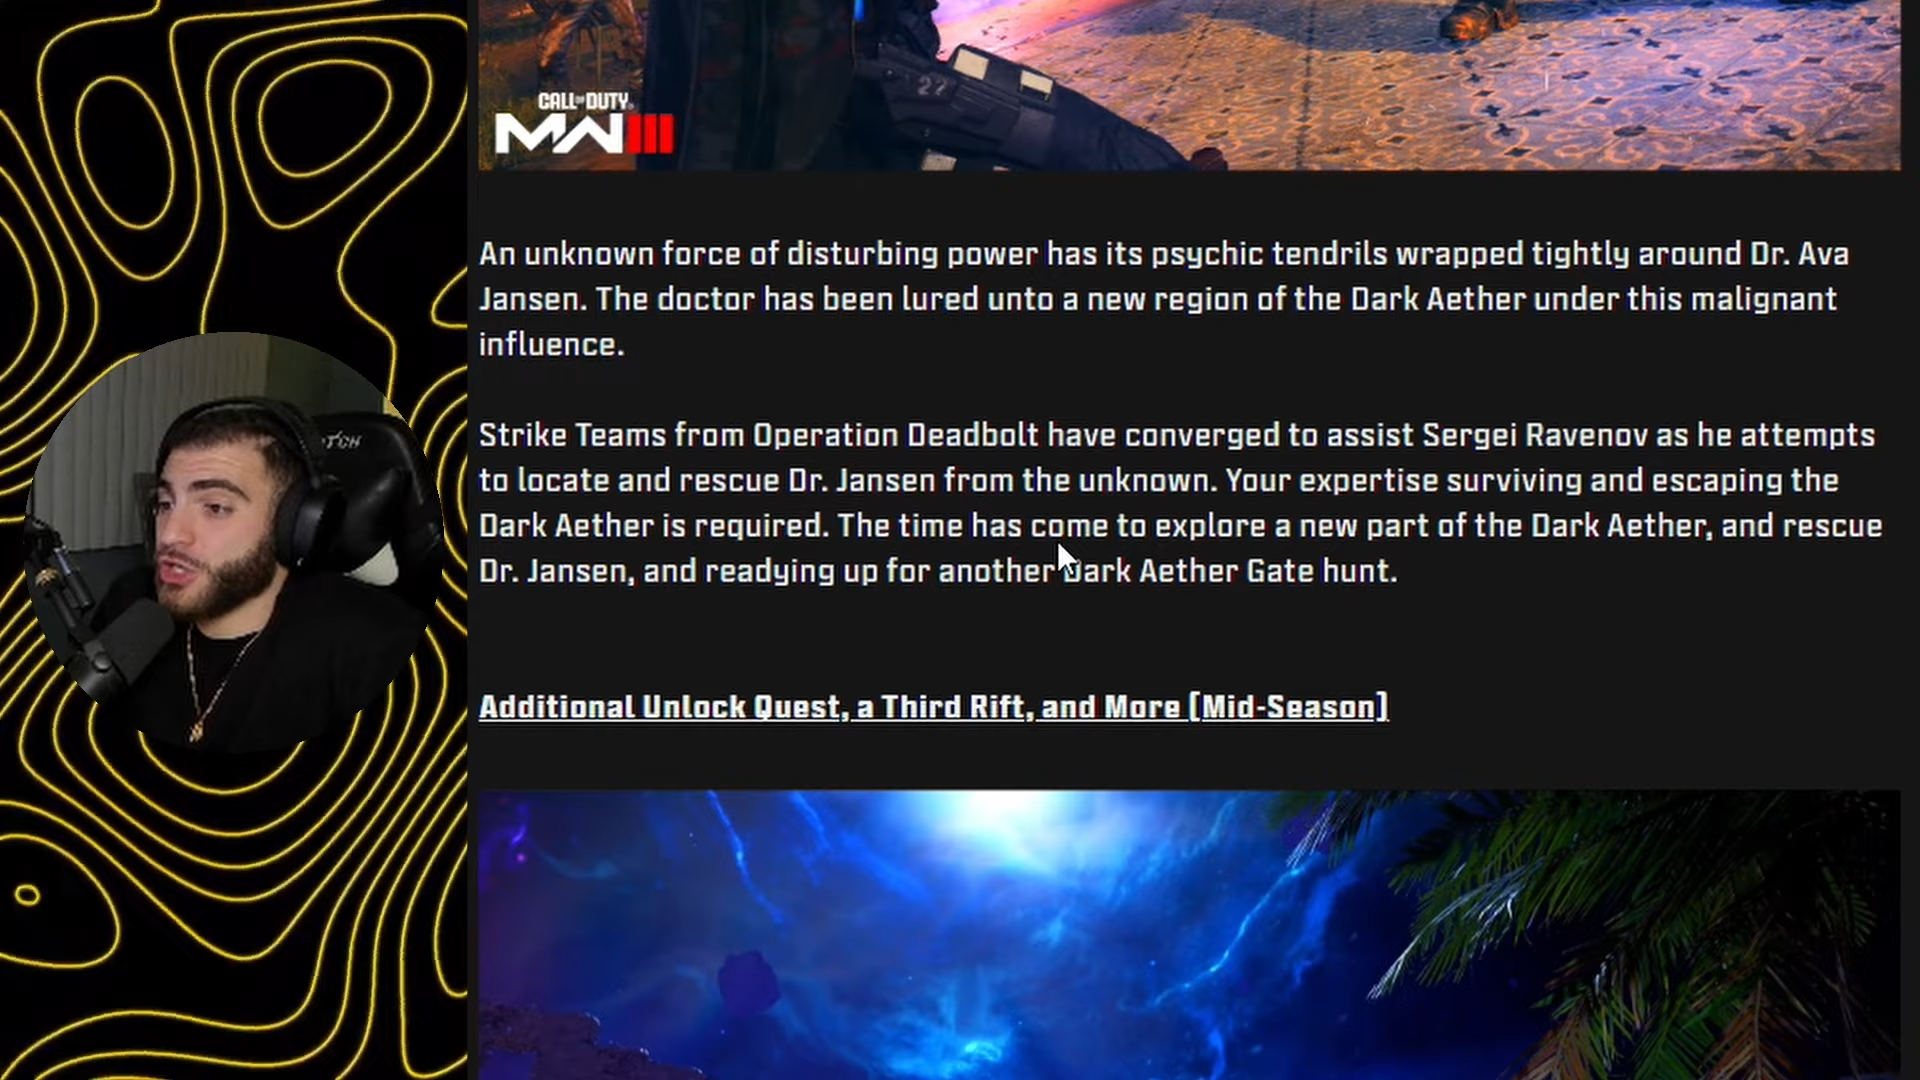 22
CALL OF DUTY
MWIII
An unknown force of disturbing power has its psychic tendrils wrapped tightly around Dr. Ava
Jansen. The doctor has been lured unto a new region of the Dark Aether under this malignant
influence.
Strike Teams from Operation Deadbolt have converged to assist Sergei Ravenov as he attempts
to locate and rescue Dr. Jansen from the unknown. Your expertise surviving and escaping the
Dark Aether is required. The time has come to explore a new part of the Dark Aether, and rescue
Dr. Jansen, and readying up for another Dark Aether Gate hunt.
Additional Unlock Quest, a Third Rift, and More (Mid-Season)